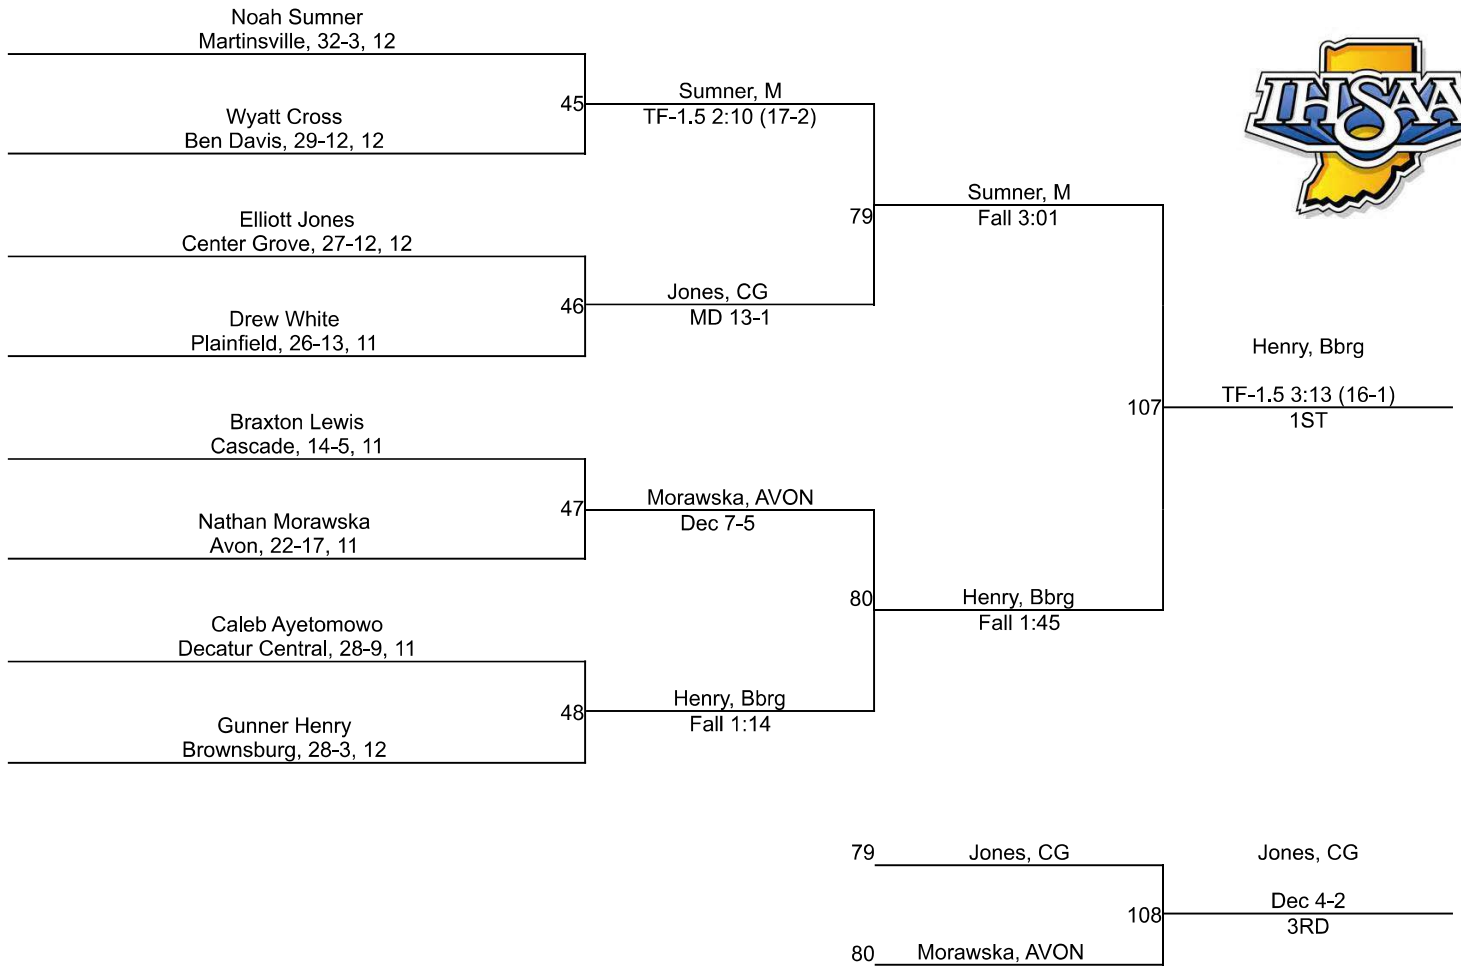 Noah Sumner
Martinsville, 32-3, 12
45
Sumner, M
TF-1.5 2:10 (17-2)
Wyatt Cross
Ben Davis, 29-12, 12
IHSAA
79
Sumner, M
Fall 3:01
Elliott Jones
Center Grove, 27-12, 12
46
Jones, CG
MD 13-1
Drew White
Plainfield, 26-13, 11
107
Henry, Bbrg
TF-1.5 3:13 (16-1)
1ST
Braxton Lewis
Cascade, 14-5, 11
47
Morawska, AVON
Dec 7-5
Nathan Morawska
Avon, 22-17, 11
80
Henry, Bbrg
Fall 1:45
Caleb Ayetomowo
Decatur Central, 28-9, 11
48
Henry, Bbrg
Fall 1:14
Gunner Henry
Brownsburg, 28-3, 12
79
Jones, CG
108
Jones, CG
Dec 4-2
3RD
80
Morawska, AVON